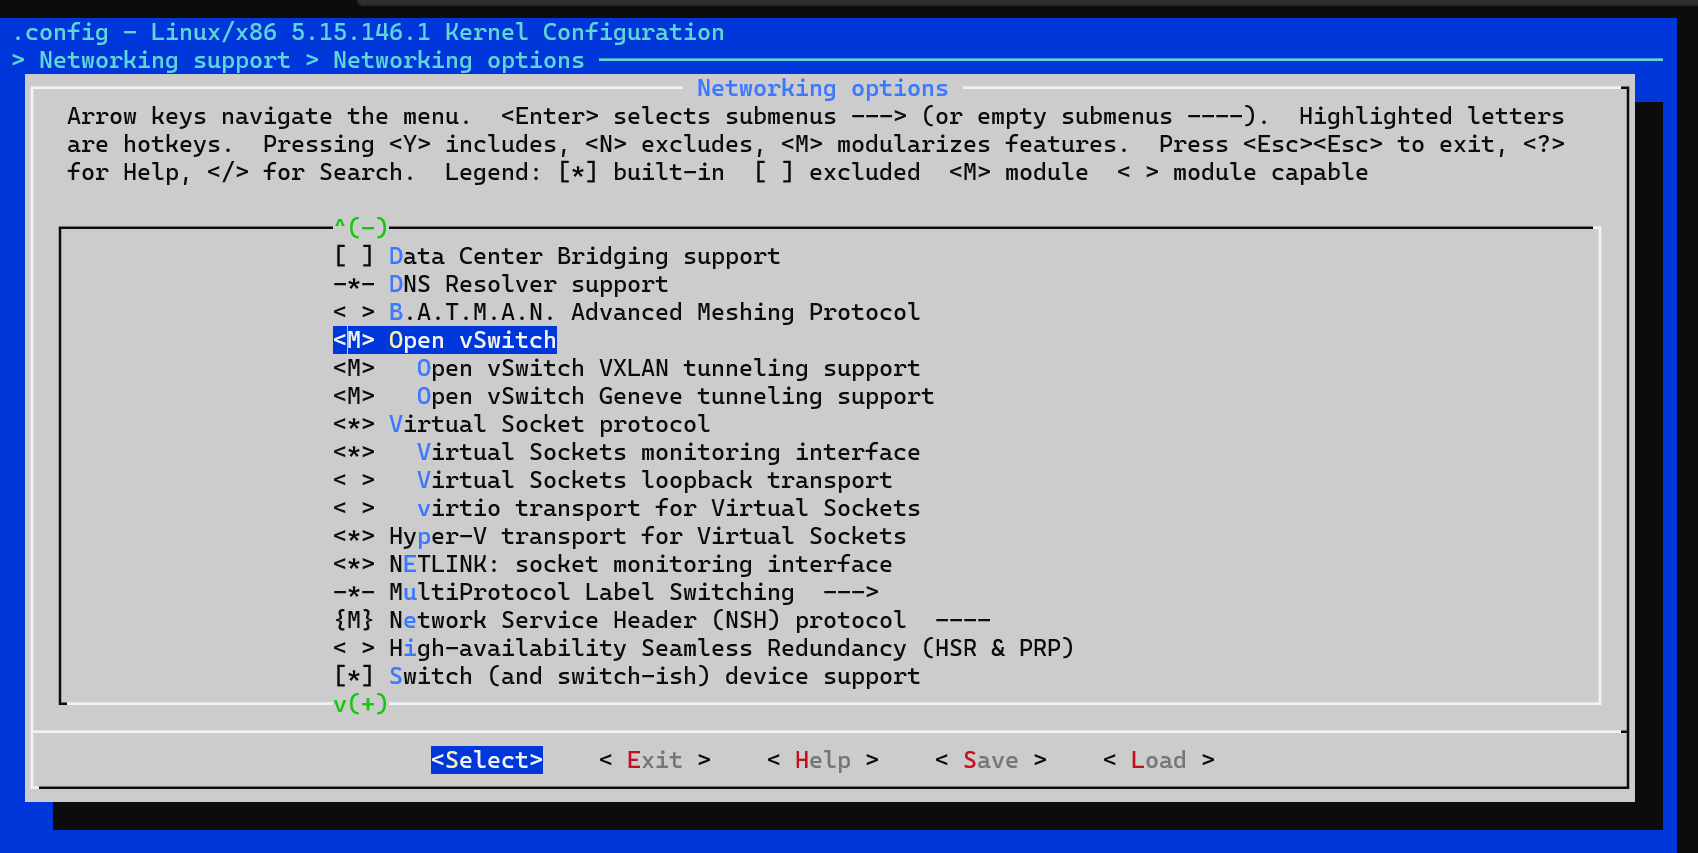 .config - Linux/x86 5.15.146.1 Kernel Configuration
> Networking support > Networking options
Networking options
Arrow keys navigate the menu.  <Enter> selects submenus ---> (or empty submenus ----).  Highlighted letters
are hotkeys.  Pressing <Y> includes, <N> excludes, <M> modularizes features.  Press <Esc><Esc> to exit, <?>
for Help, </> for Search.  Legend: [*] built-in  [ ] excluded  <M> module  < > module capable
^(-)
[ ] Data Center Bridging support
-*- DNS Resolver support
< > B.A.T.M.A.N. Advanced Meshing Protocol
<M> Open vSwitch
<M>   Open vSwitch VXLAN tunneling support
<M>   Open vSwitch Geneve tunneling support
<*> Virtual Socket protocol
<*>   Virtual Sockets monitoring interface
< >   Virtual Sockets loopback transport
< >   virtio transport for Virtual Sockets
<*> Hyper-V transport for Virtual Sockets
<*> NETLINK: socket monitoring interface
-*- MultiProtocol Label Switching  --->
{M} Network Service Header (NSH) protocol  ----
< > High-availability Seamless Redundancy (HSR & PRP)
[*] Switch (and switch-ish) device support
v(+)
<Select>    < Exit >    < Help >    < Save >    < Load >